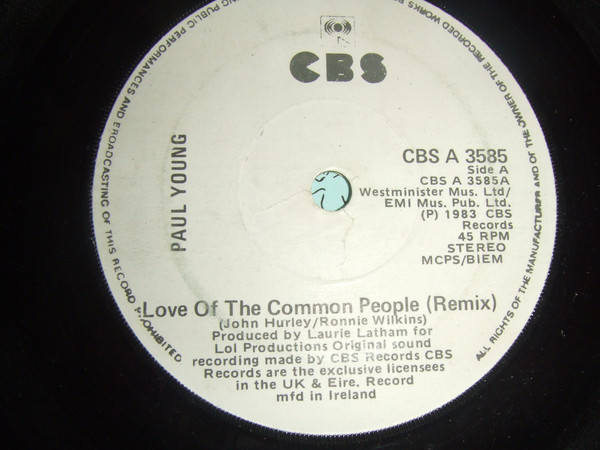 CBS
PAUL YOUNG
CBS A 3585
Side A
CBS A 3585A
Westminister Mus. Ltd/
EMI Mus. Pub. Ltd.
(P) 1983 CBS
Records
45 RPM
STEREO
MCPS/BIEM
Love Of The Common People (Remix)
(John Hurley/Ronnie Wilkins)
Produced by Laurie Latham for
Lol Productions Original sound
recording made by CBS Records CBS
Records are the exclusive licensees
in the UK & Eire. Record
mfd in Ireland
ALL RIGHTS OF THE MANUFACTURER AND OF THE OWNER OF THE RECORDED WORKS
PUBLIC PERFORMANCES AND BROADCASTING OF THIS RECORD PROHIBITED